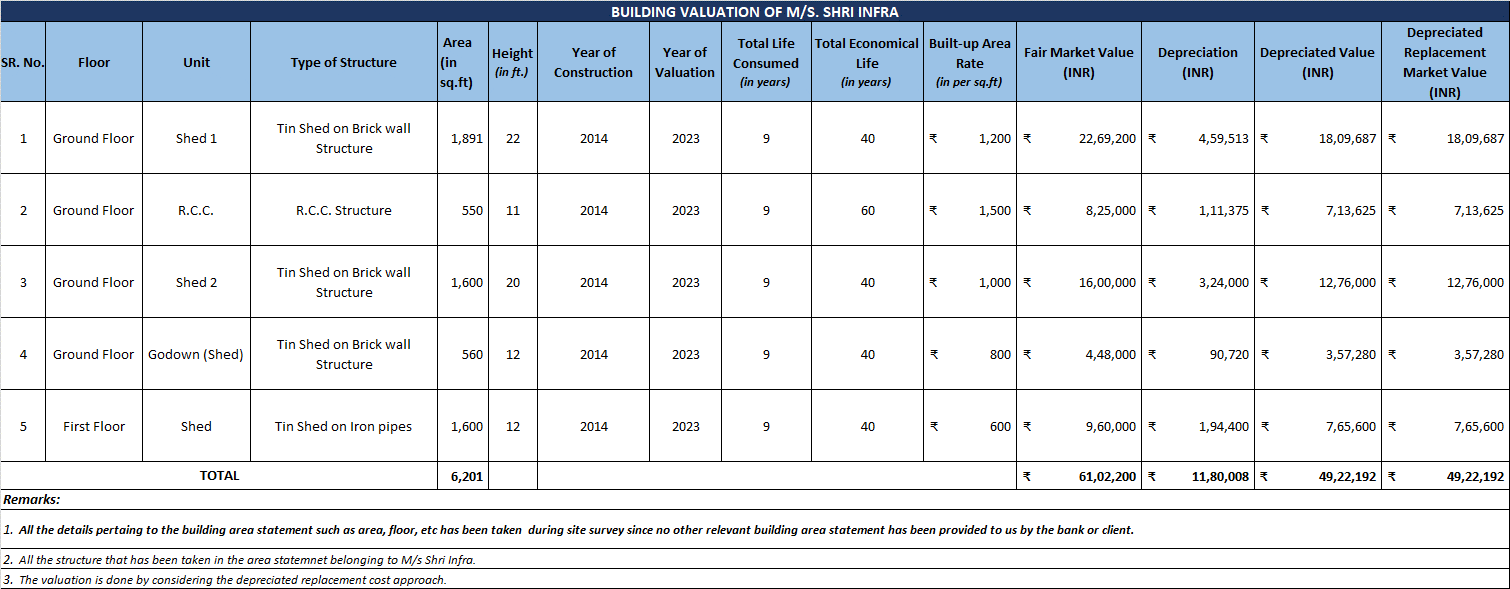 BUILDING VALUATION OF M/S. SHRI INFRA
SR. No. Floor Unit Type of Structure Area (in sq.ft) Height (in ft.) Year of Construction Year of Valuation Total Life Consumed (in years) Total Economical Life (in years) Built-up Area Rate (in per sq.ft) Fair Market Value (INR) Depreciation (INR) Depreciated Value (INR) Depreciated Replacement Market Value (INR)
1 Ground Floor Shed 1 Tin Shed on Brick wall Structure 1,891 22 2014 2023 9 40 ₹ 1,200 ₹ 22,69,200 ₹ 4,59,513 ₹ 18,09,687 ₹ 18,09,687
2 Ground Floor R.C.C. R.C.C. Structure 550 11 2014 2023 9 60 ₹ 1,500 ₹ 8,25,000 ₹ 1,11,375 ₹ 7,13,625 ₹ 7,13,625
3 Ground Floor Shed 2 Tin Shed on Brick wall Structure 1,600 20 2014 2023 9 40 ₹ 1,000 ₹ 16,00,000 ₹ 3,24,000 ₹ 12,76,000 ₹ 12,76,000
4 Ground Floor Godown (Shed) Tin Shed on Brick wall Structure 560 12 2014 2023 9 40 ₹ 800 ₹ 4,48,000 ₹ 90,720 ₹ 3,57,280 ₹ 3,57,280
5 First Floor Shed Tin Shed on Iron pipes 1,600 12 2014 2023 9 40 ₹ 600 ₹ 9,60,000 ₹ 1,94,400 ₹ 7,65,600 ₹ 7,65,600
TOTAL 6,201 ₹ 61,02,200 ₹ 11,80,008 ₹ 49,22,192 ₹ 49,22,192
Remarks:
1. All the details pertaing to the building area statement such as area, floor, etc has been taken during site survey since no other relevant building area statement has been provided to us by the bank or client.
2. All the structure that has been taken in the area statemnet belonging to M/s Shri Infra.
3. The valuation is done by considering the depreciated replacement cost approach.